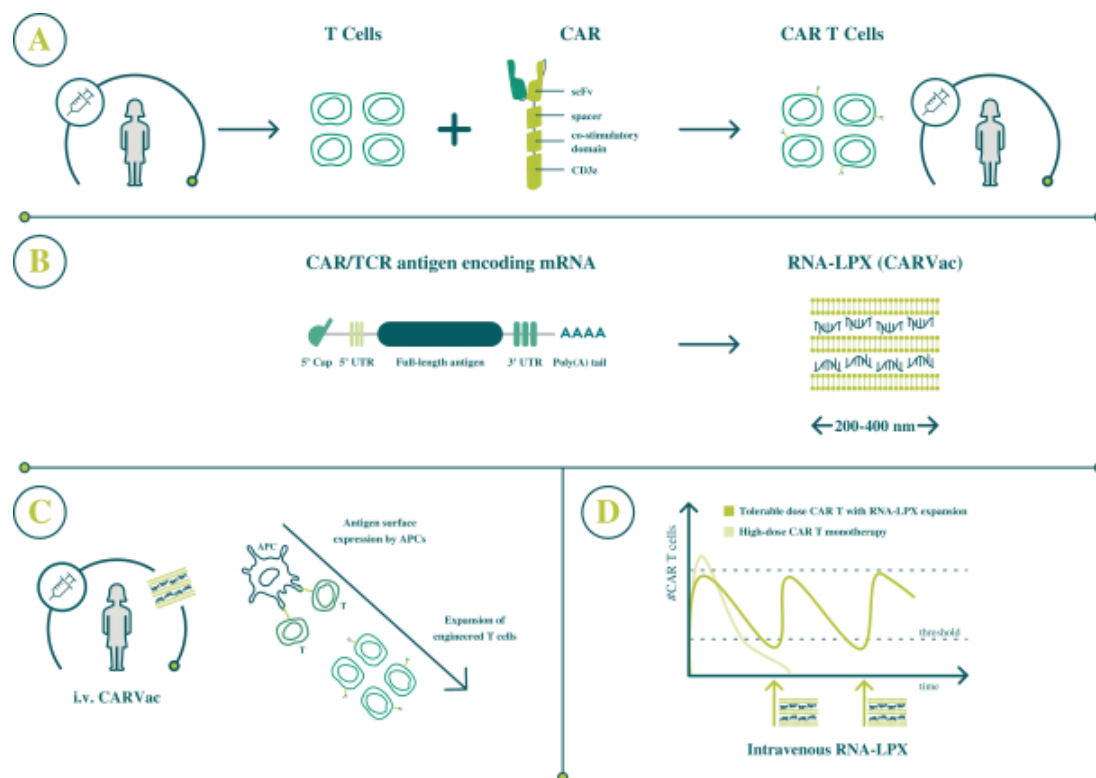 A
T Cells
CAR
CAR T Cells
scFv
spacer
co-stimulatory
domain
CD3z
B
CAR/TCR antigen encoding mRNA
RNA-LPX (CARVac)
AAAA
5' Cap
5' UTR
Full-length antigen
3' UTR
Poly(A) tail
200-400 nm
C
Antigen surface
expression by APCs
APC
T
T
Expansion of
engineered T cells
i.v. CARVac
D
Tolerable dose CAR T with RNA-LPX expansion
High-dose CAR T monotherapy
#CAR T cells
threshold
time
Intravenous RNA-LPX